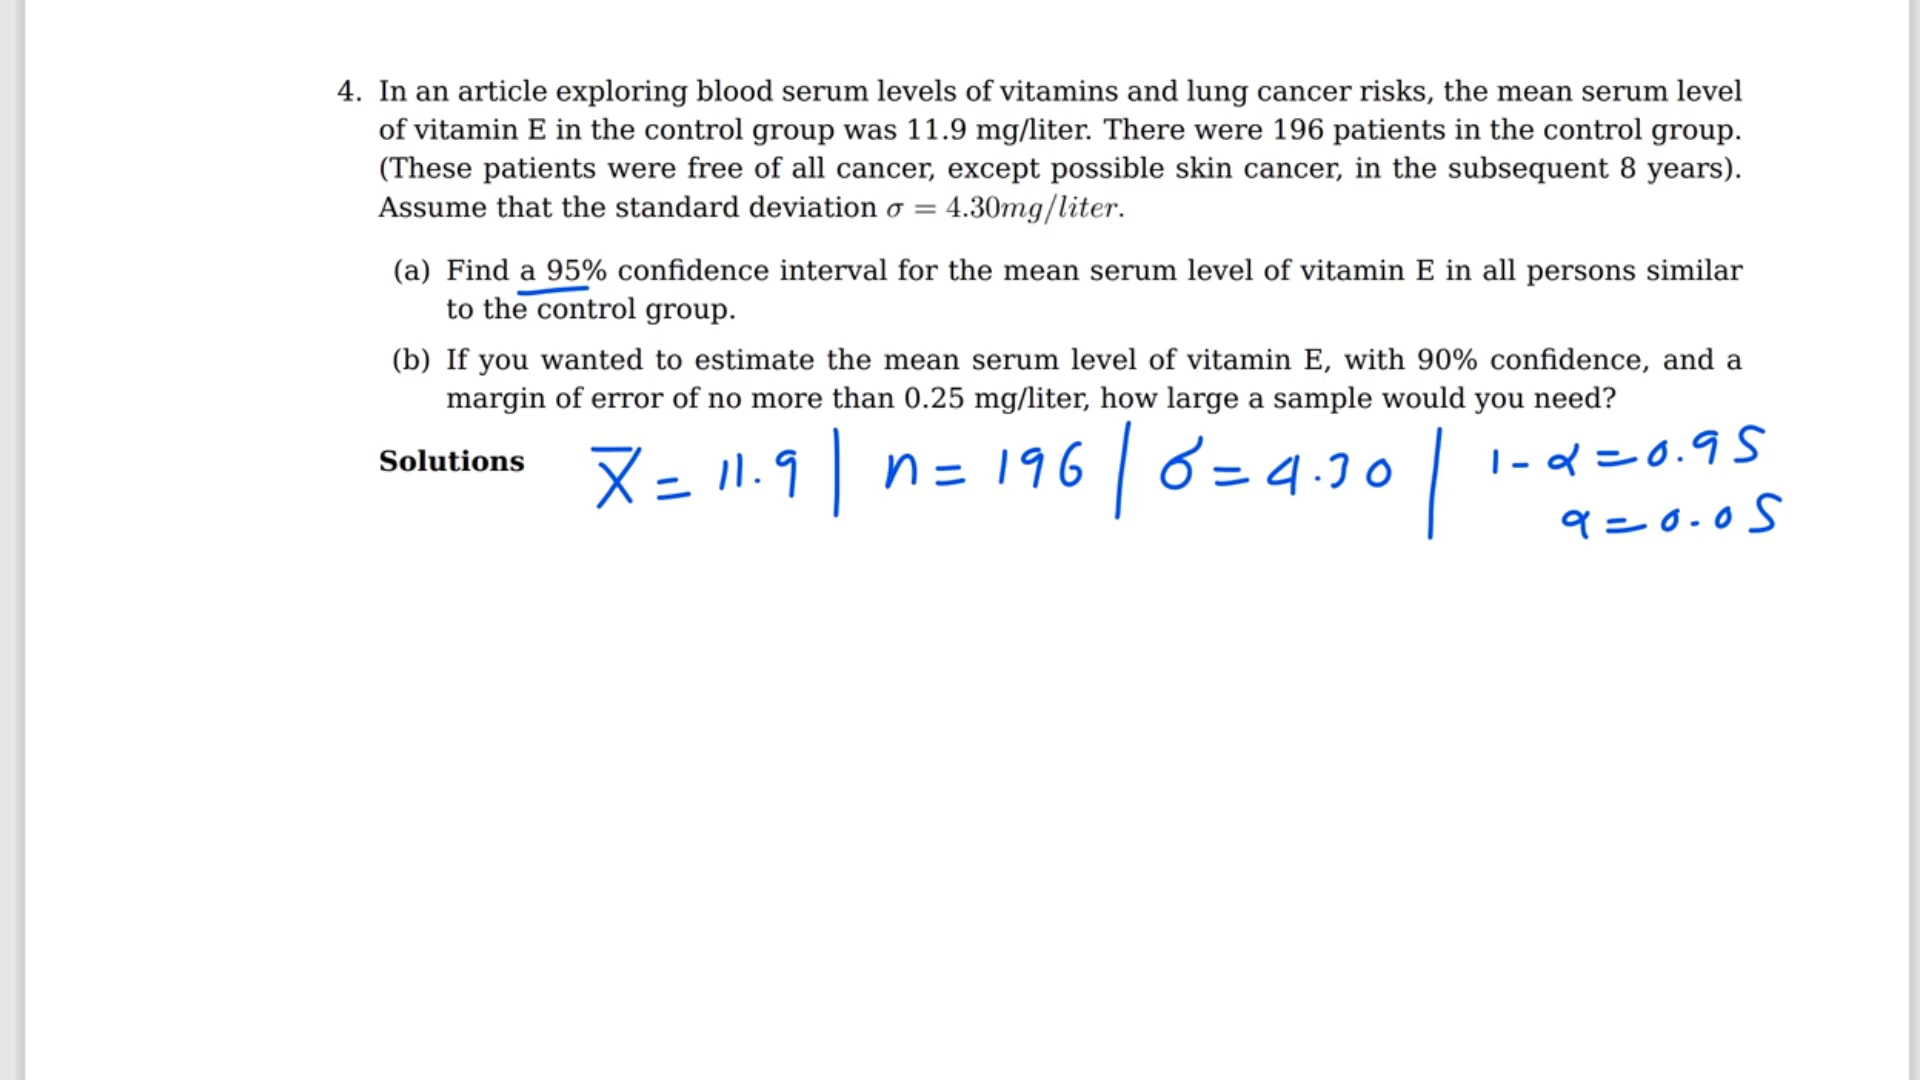 4. In an article exploring blood serum levels of vitamins and lung cancer risks, the mean serum level
of vitamin E in the control group was 11.9 mg/liter. There were 196 patients in the control group.
(These patients were free of all cancer, except possible skin cancer, in the subsequent 8 years).
Assume that the standard deviation σ = 4.30mg/liter.
(a) Find a 95% confidence interval for the mean serum level of vitamin E in all persons similar
to the control group.
(b) If you wanted to estimate the mean serum level of vitamin E, with 90% confidence, and a
margin of error of no more than 0.25 mg/liter, how large a sample would you need?
Solutions x̄ = 11.9 | n = 196 | σ = 4.30 | 1 - α = 0.95
α = 0.05